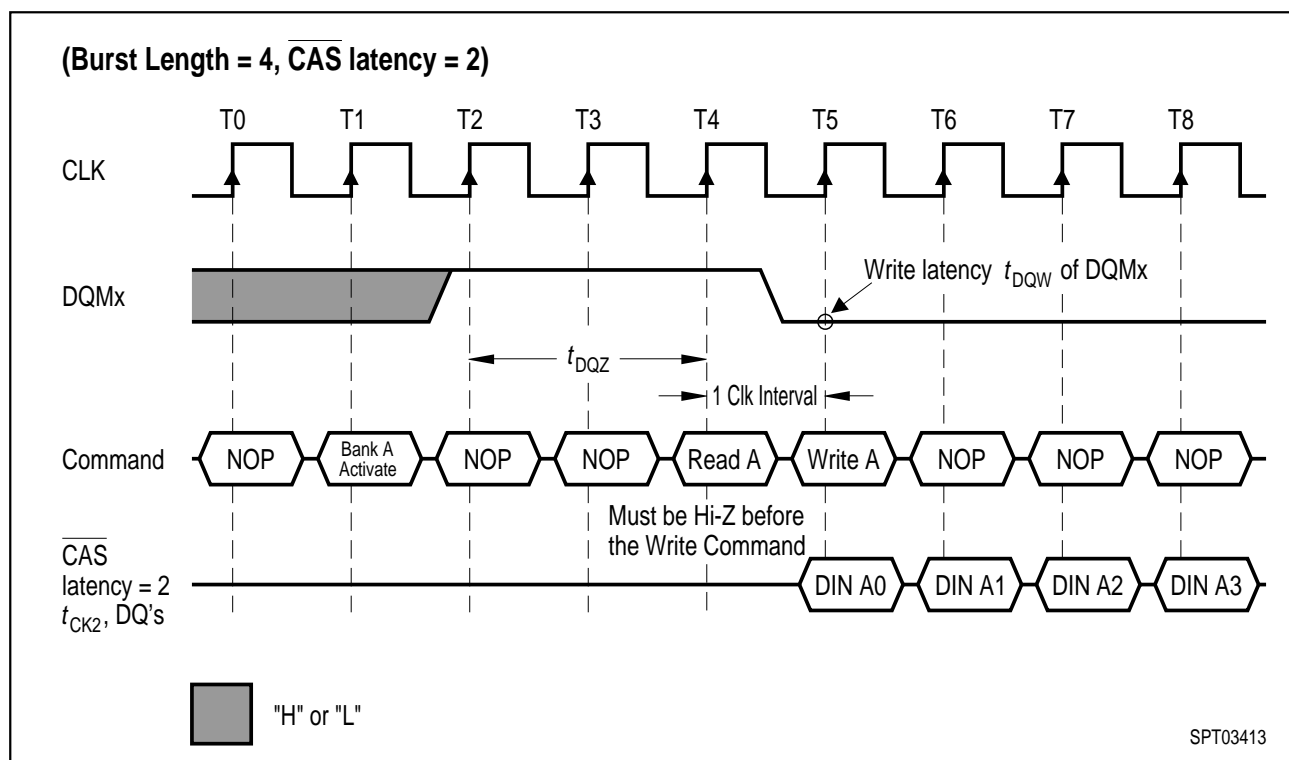 (Burst Length = 4, CAS latency = 2)
T0 T1 T2 T3 T4 T5 T6 T7 T8
CLK
Write latency tDQW of DQMx
DQMx
tDQZ
1 Clk Interval
Command NOP Bank A Activate NOP NOP Read A Write A NOP NOP NOP
Must be Hi-Z before
the Write Command
CAS
latency = 2
tCK2, DQ's
DIN A0 DIN A1 DIN A2 DIN A3
"H" or "L"
SPT03413